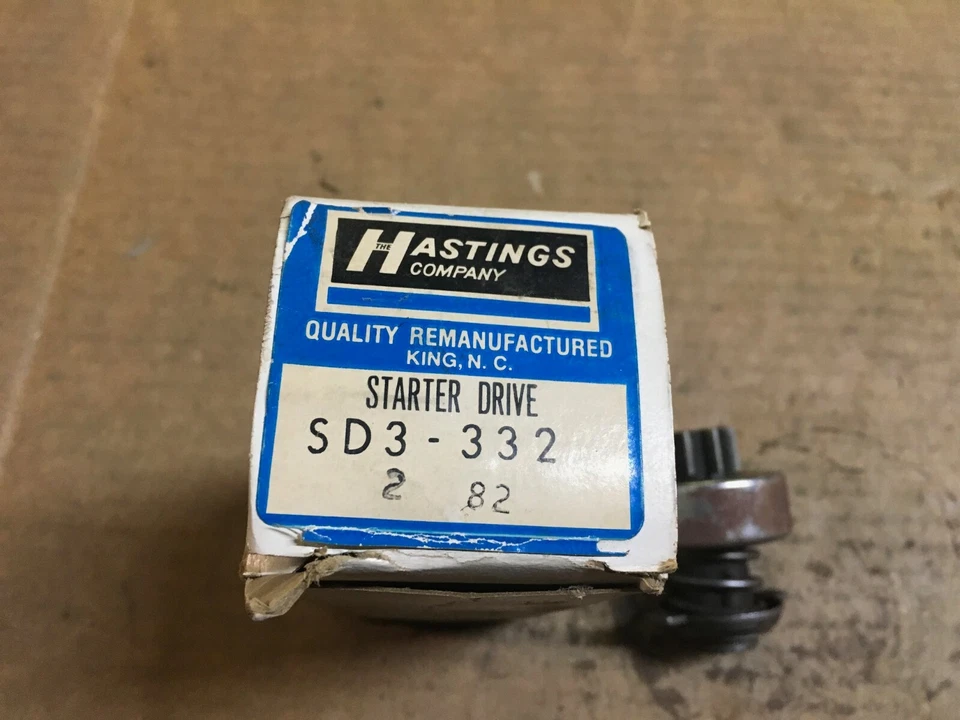 THE HASTINGS
COMPANY
QUALITY REMANUFACTURED
KING, N. C.
STARTER DRIVE
SD3-332
2 82